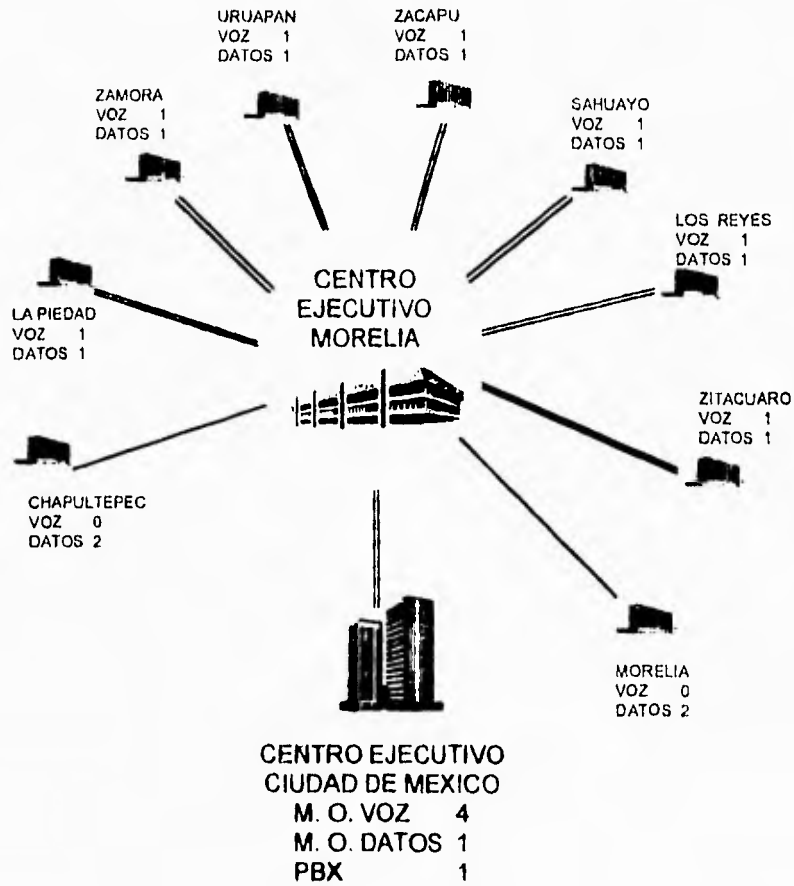 URUAPAN
VOZ 1
DATOS 1
ZACAPU
VOZ 1
DATOS 1
ZAMORA
VOZ 1
DATOS 1
SAHUAYO
VOZ 1
DATOS 1
LOS REYES
VOZ 1
DATOS 1
CENTRO
EJECUTIVO
MORELIA
LA PIEDAD
VOZ 1
DATOS 1
ZITACUARO
VOZ 1
DATOS 1
CHAPULTEPEC
VOZ 0
DATOS 2
MORELIA
VOZ 0
DATOS 2
CENTRO EJECUTIVO
CIUDAD DE MEXICO
M. O. VOZ 4
M. O. DATOS 1
PBX 1